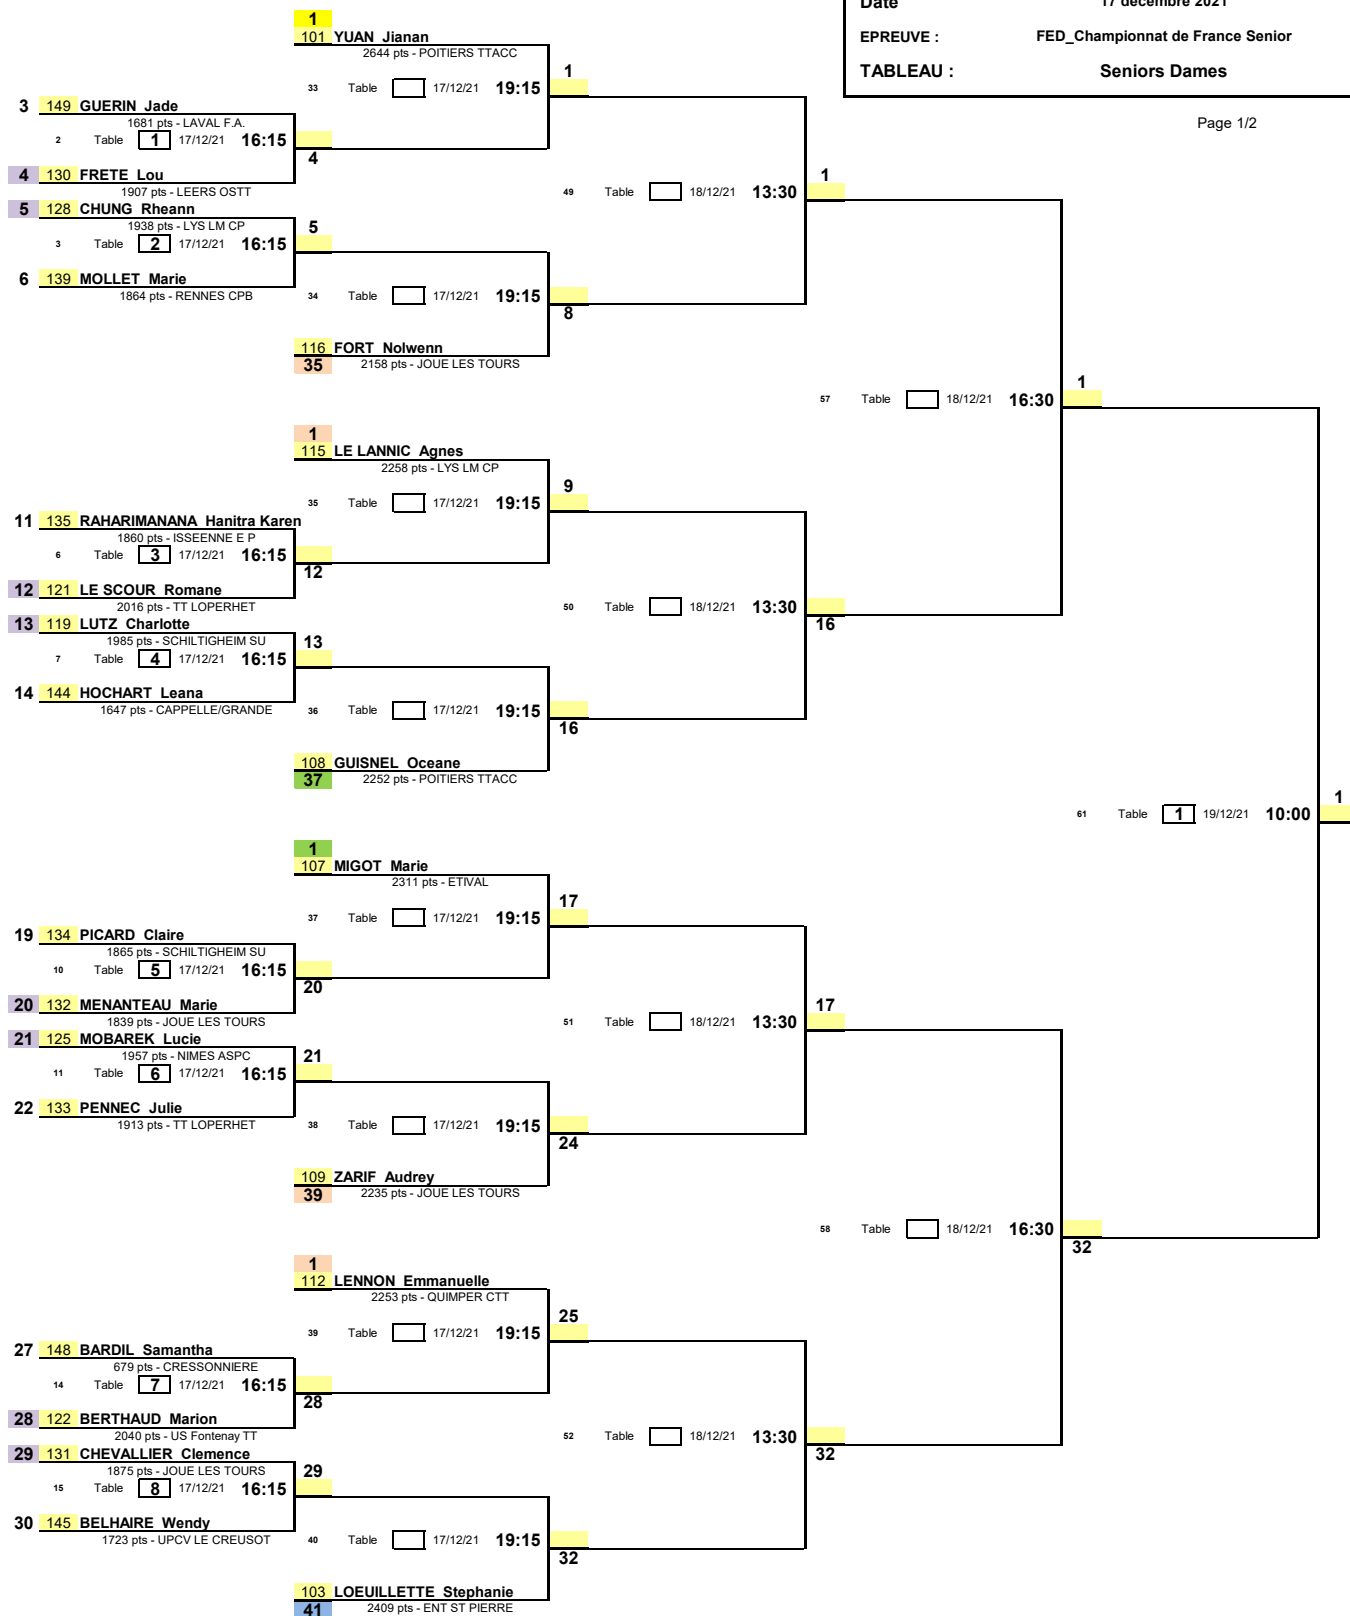 Date 17 décembre 2021
EPREUVE : FED_Championnat de France Senior
TABLEAU : Seniors Dames
Page 1/2
1
101 YUAN Jianan
2644 pts - POITIERS TTACC
1
33 Table 17/12/21 19:15
3 149 GUERIN Jade
1681 pts - LAVAL F.A.
2 Table 1 17/12/21 16:15
4
4 130 FRETE Lou
1907 pts - LEERS OSTT
1
49 Table 18/12/21 13:30
5 128 CHUNG Rheann
1938 pts - LYS LM CP
5
3 Table 2 17/12/21 16:15
6 139 MOLLET Marie
1864 pts - RENNES CPB
34 Table 17/12/21 19:15
8
116 FORT Nolwenn
35 2158 pts - JOUE LES TOURS
1
57 Table 18/12/21 16:30
1
115 LE LANNIC Agnes
2258 pts - LYS LM CP
9
35 Table 17/12/21 19:15
11 135 RAHARIMANANA Hanitra Karen
1860 pts - ISSEENNE E P
6 Table 3 17/12/21 16:15
12
12 121 LE SCOUR Romane
2016 pts - TT LOPERHET
50 Table 18/12/21 13:30
16
13 119 LUTZ Charlotte
1985 pts - SCHILTIGHEIM SU
13
7 Table 4 17/12/21 16:15
14 144 HOCHART Leana
1647 pts - CAPPELLE/GRANDE
36 Table 17/12/21 19:15
16
108 GUISNEL Oceane
37 2252 pts - POITIERS TTACC
1
61 Table 1 19/12/21 10:00
1
107 MIGOT Marie
2311 pts - ETIVAL
17
37 Table 17/12/21 19:15
19 134 PICARD Claire
1865 pts - SCHILTIGHEIM SU
10 Table 5 17/12/21 16:15
20
20 132 MENANTEAU Marie
1839 pts - JOUE LES TOURS
17
51 Table 18/12/21 13:30
21 125 MOBAREK Lucie
1957 pts - NIMES ASPC
21
11 Table 6 17/12/21 16:15
22 133 PENNEC Julie
1913 pts - TT LOPERHET
38 Table 17/12/21 19:15
24
109 ZARIF Audrey
39 2235 pts - JOUE LES TOURS
58 Table 18/12/21 16:30
32
1
112 LENNON Emmanuelle
2253 pts - QUIMPER CTT
25
39 Table 17/12/21 19:15
27 148 BARDIL Samantha
679 pts - CRESSONNIERE
14 Table 7 17/12/21 16:15
28
28 122 BERTHAUD Marion
2040 pts - US Fontenay TT
52 Table 18/12/21 13:30
32
29 131 CHEVALLIER Clemence
1875 pts - JOUE LES TOURS
29
15 Table 8 17/12/21 16:15
30 145 BELHAIRE Wendy
1723 pts - UPCV LE CREUSOT
40 Table 17/12/21 19:15
32
103 LOEUILLETTE Stephanie
41 2409 pts - ENT ST PIERRE